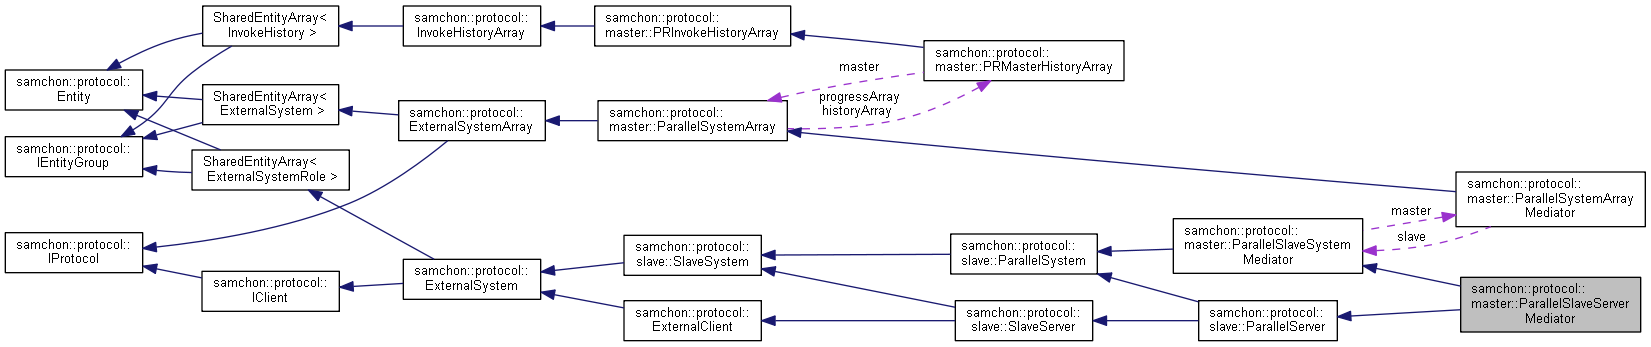 SharedEntityArray<
InvokeHistory >
samchon::protocol::
InvokeHistoryArray
samchon::protocol::
master::PRInvokeHistoryArray
samchon::protocol::
master::PRMasterHistoryArray
samchon::protocol::
Entity
master
SharedEntityArray<
ExternalSystem >
samchon::protocol::
ExternalSystemArray
samchon::protocol::
master::ParallelSystemArray
progressArray
historyArray
samchon::protocol::
IEntityGroup
SharedEntityArray<
ExternalSystemRole >
samchon::protocol::
master::ParallelSystemArray
Mediator
master
slave
samchon::protocol::
IProtocol
samchon::protocol::
IClient
samchon::protocol::
ExternalSystem
samchon::protocol::
slave::SlaveSystem
samchon::protocol::
slave::ParallelSystem
samchon::protocol::
master::ParallelSlaveSystem
Mediator
samchon::protocol::
ExternalClient
samchon::protocol::
slave::SlaveServer
samchon::protocol::
slave::ParallelServer
samchon::protocol::
master::ParallelSlaveServer
Mediator